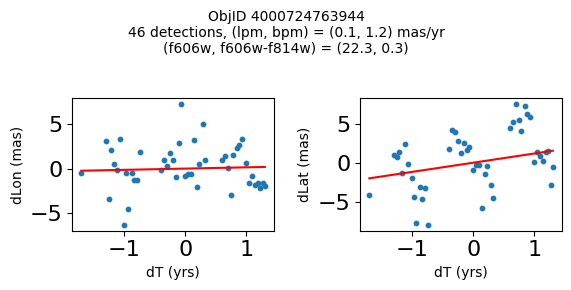 ObjID 4000724763944
46 detections, (lpm, bpm) = (0.1, 1.2) mas/yr
(f606w, f606w-f814w) = (22.3, 0.3)
dLon (mas)
5
0
−5
−1
0
1
dT (yrs)
dLat (mas)
5
0
−5
−1
0
1
dT (yrs)